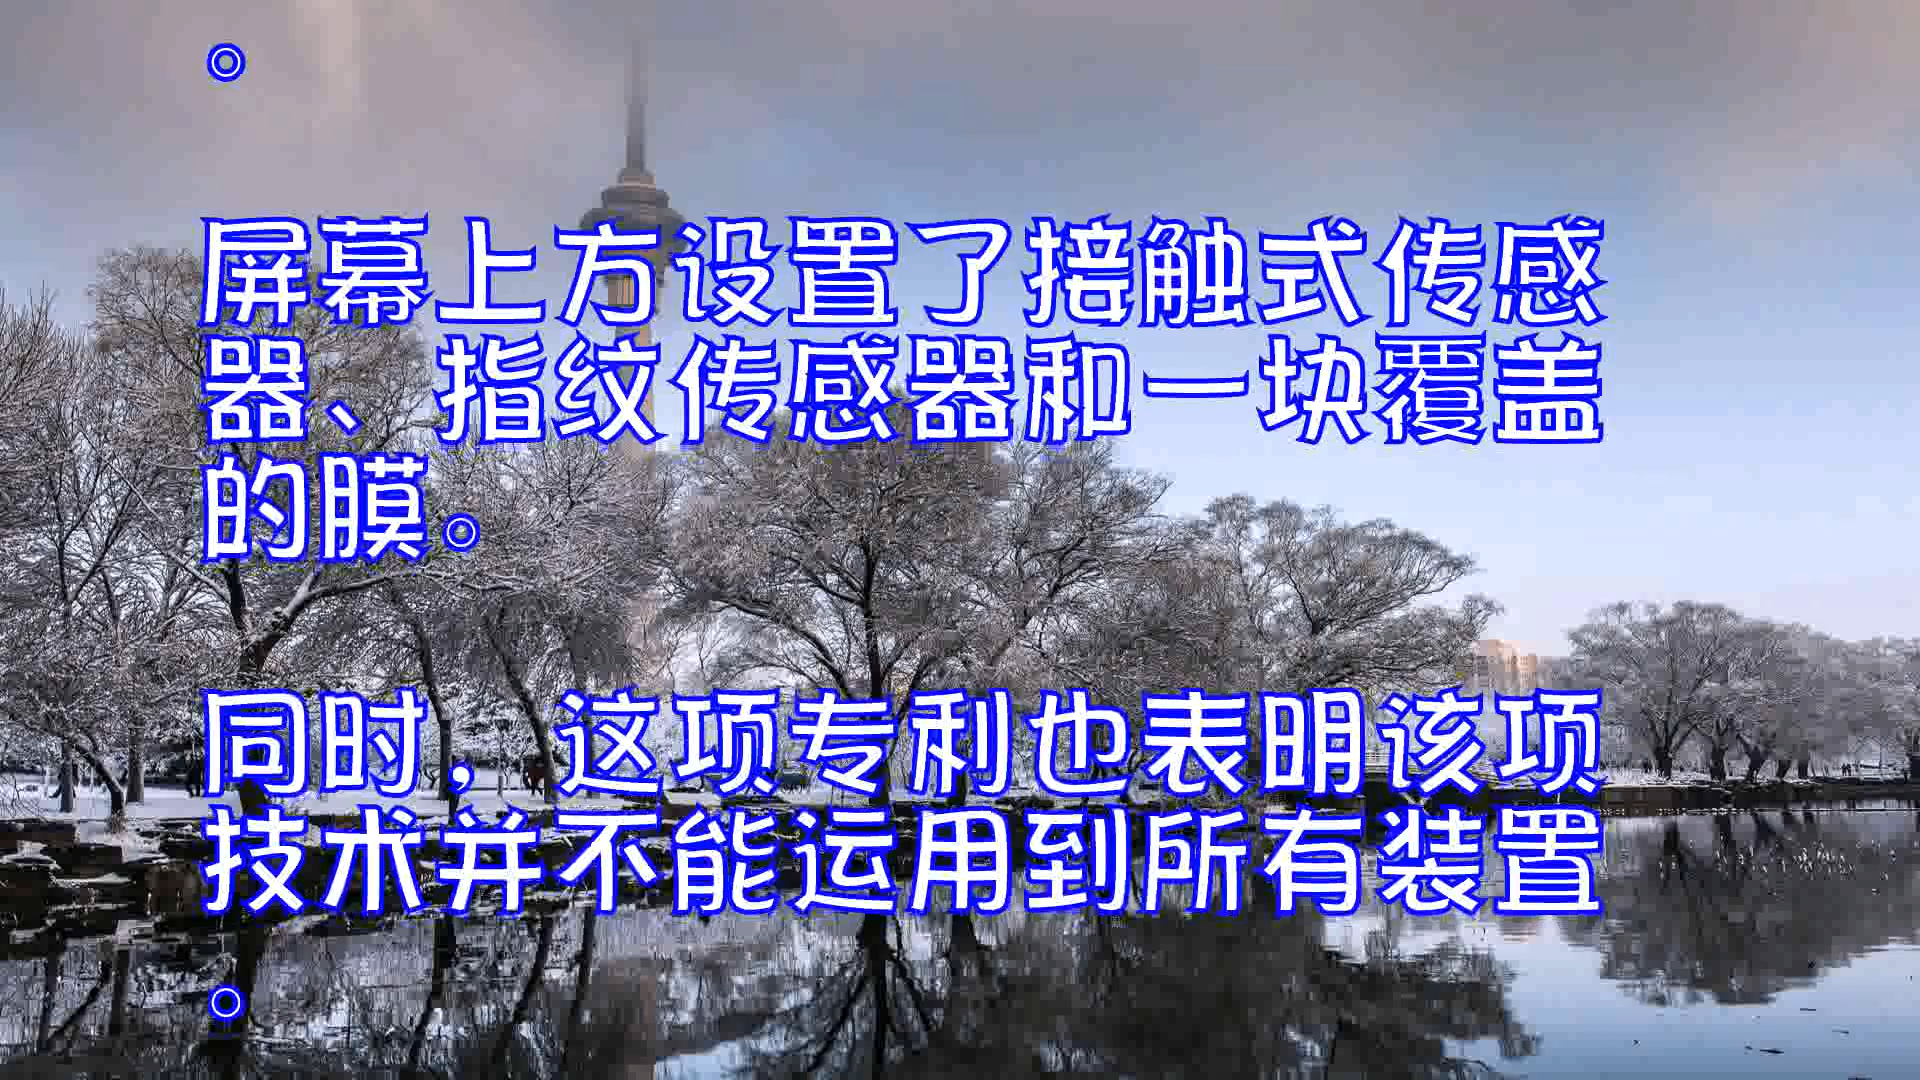 。
屏幕上方设置了接触式传感
器、指纹传感器和一块覆盖
的膜。
同时，这项专利也表明该项
技术并不能运用到所有装置
。